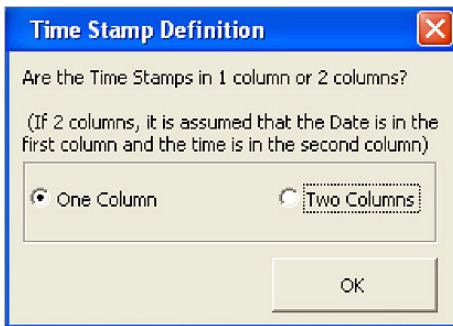 Time Stamp Definition
Are the Time Stamps in 1 column or 2 columns?
(If 2 columns, it is assumed that the Date is in the
first column and the time is in the second column)
One Column Two Columns
OK